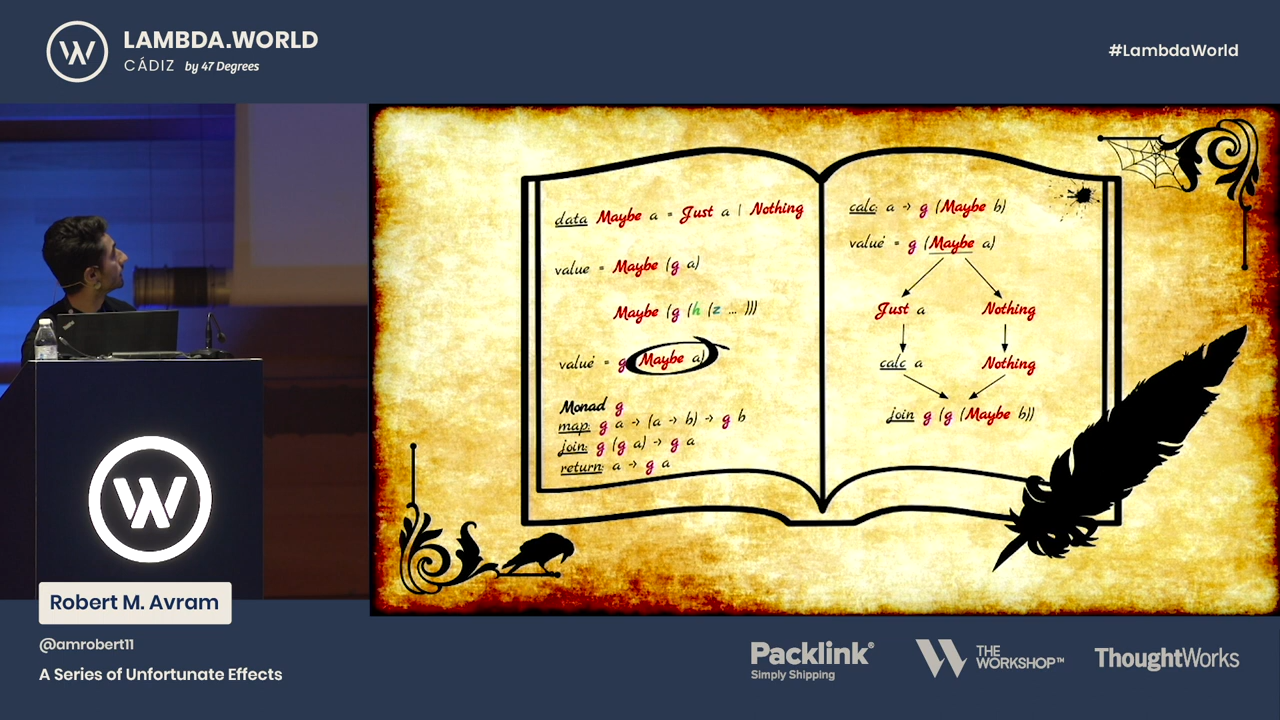 LAMBDA.WORLD
CÁDIZ by 47 Degrees
#LambdaWorld
data Maybe a = Just a | Nothing
value = Maybe (g a)
Maybe (g (h (z ... )))
value' = g (Maybe a)
Monad g
map: g a -> (a -> b) -> g b
join: g (g a) -> g a
return: a -> g a
calc: a -> g (Maybe b)
value' = g (Maybe a)
Just a Nothing
calc a Nothing
join g (g (Maybe b))
Robert M. Avram
@amrobert11
A Series of Unfortunate Effects
Packlink®
Simply Shipping
THE
WORKSHOP™
ThoughtWorks